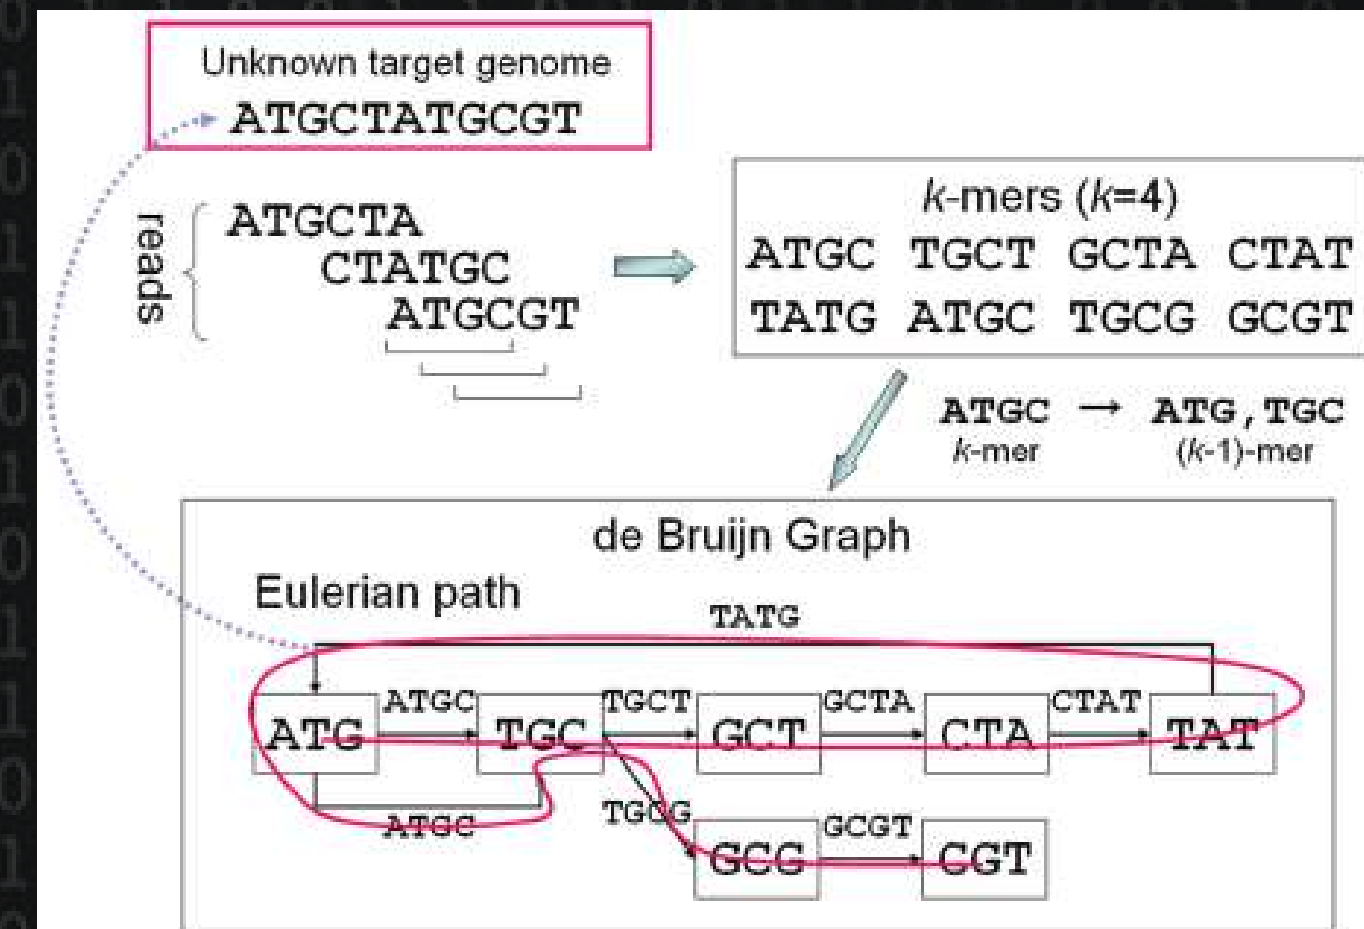 Unknown target genome
ATGCTATGCGT
reads
ATGCTA
CTATGC
ATGCGT
k-mers (k=4)
ATGC TGCT GCTA CTAT
TATG ATGC TGCG GCGT
ATGC → ATG,TGC
k-mer (k-1)-mer
de Bruijn Graph
Eulerian path
TATG
ATGC TGCT GCTA CTAT
ATG TGC GCT CTA TAT
ATGC TGCG GCGT
GCG CGT